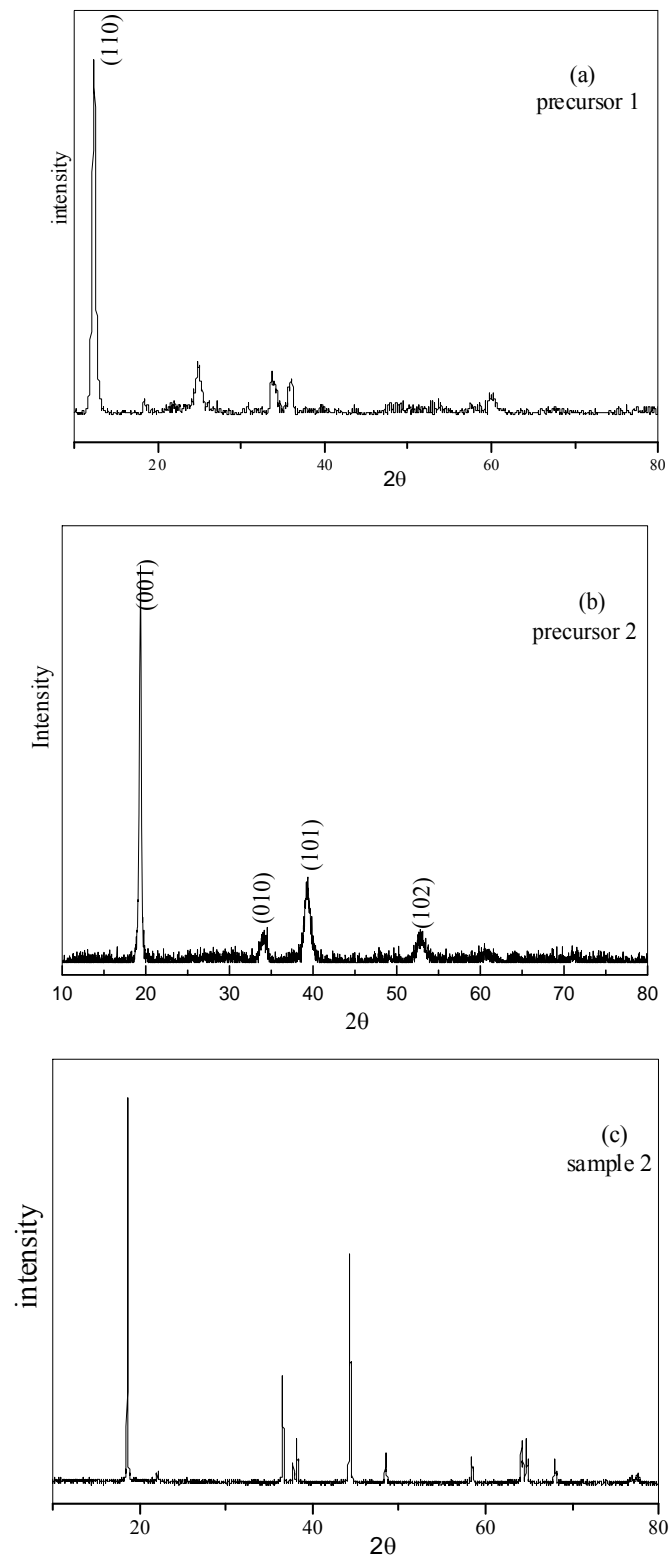 (110)
(a)
precursor 1
intensity
20
40
60
80
2θ
(001)
(b)
precursor 2
Intensity
(010)
(101)
(102)
10
20
30
40
50
60
70
80
2θ
(c)
sample 2
intensity
20
40
60
80
2θ